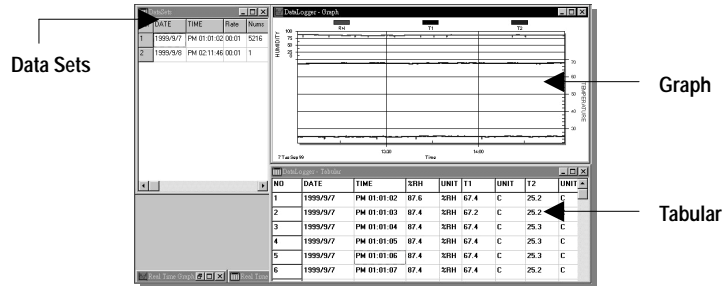 DataSets
DATE TIME Rate Nums
1 1999/9/7 PM 01:01:02 00:01 5216
2 1999/9/8 PM 02:11:46 00:01 1
Data Sets
DataLogger - Graph
RH T1 T2
HUMIDITY
100
75
50
25
70
60
40
30
TEMPERATURE
13:20 14:00
7 Tue Sep 99 Time
Graph
DataLogger - Tabular
NO DATE TIME %RH UNIT T1 UNIT T2 UNIT
1 1999/9/7 PM 01:01:02 87.6 %RH 67.4 C 25.2 C
2 1999/9/7 PM 01:01:03 87.4 %RH 67.2 C 25.2 C
3 1999/9/7 PM 01:01:04 87.4 %RH 67.4 C 25.3 C
4 1999/9/7 PM 01:01:05 87.4 %RH 67.4 C 25.3 C
5 1999/9/7 PM 01:01:06 87.4 %RH 67.4 C 25.3 C
6 1999/9/7 PM 01:01:07 87.4 %RH 67.4 C 25.2 C
Tabular
Real Time Graph
Real Time